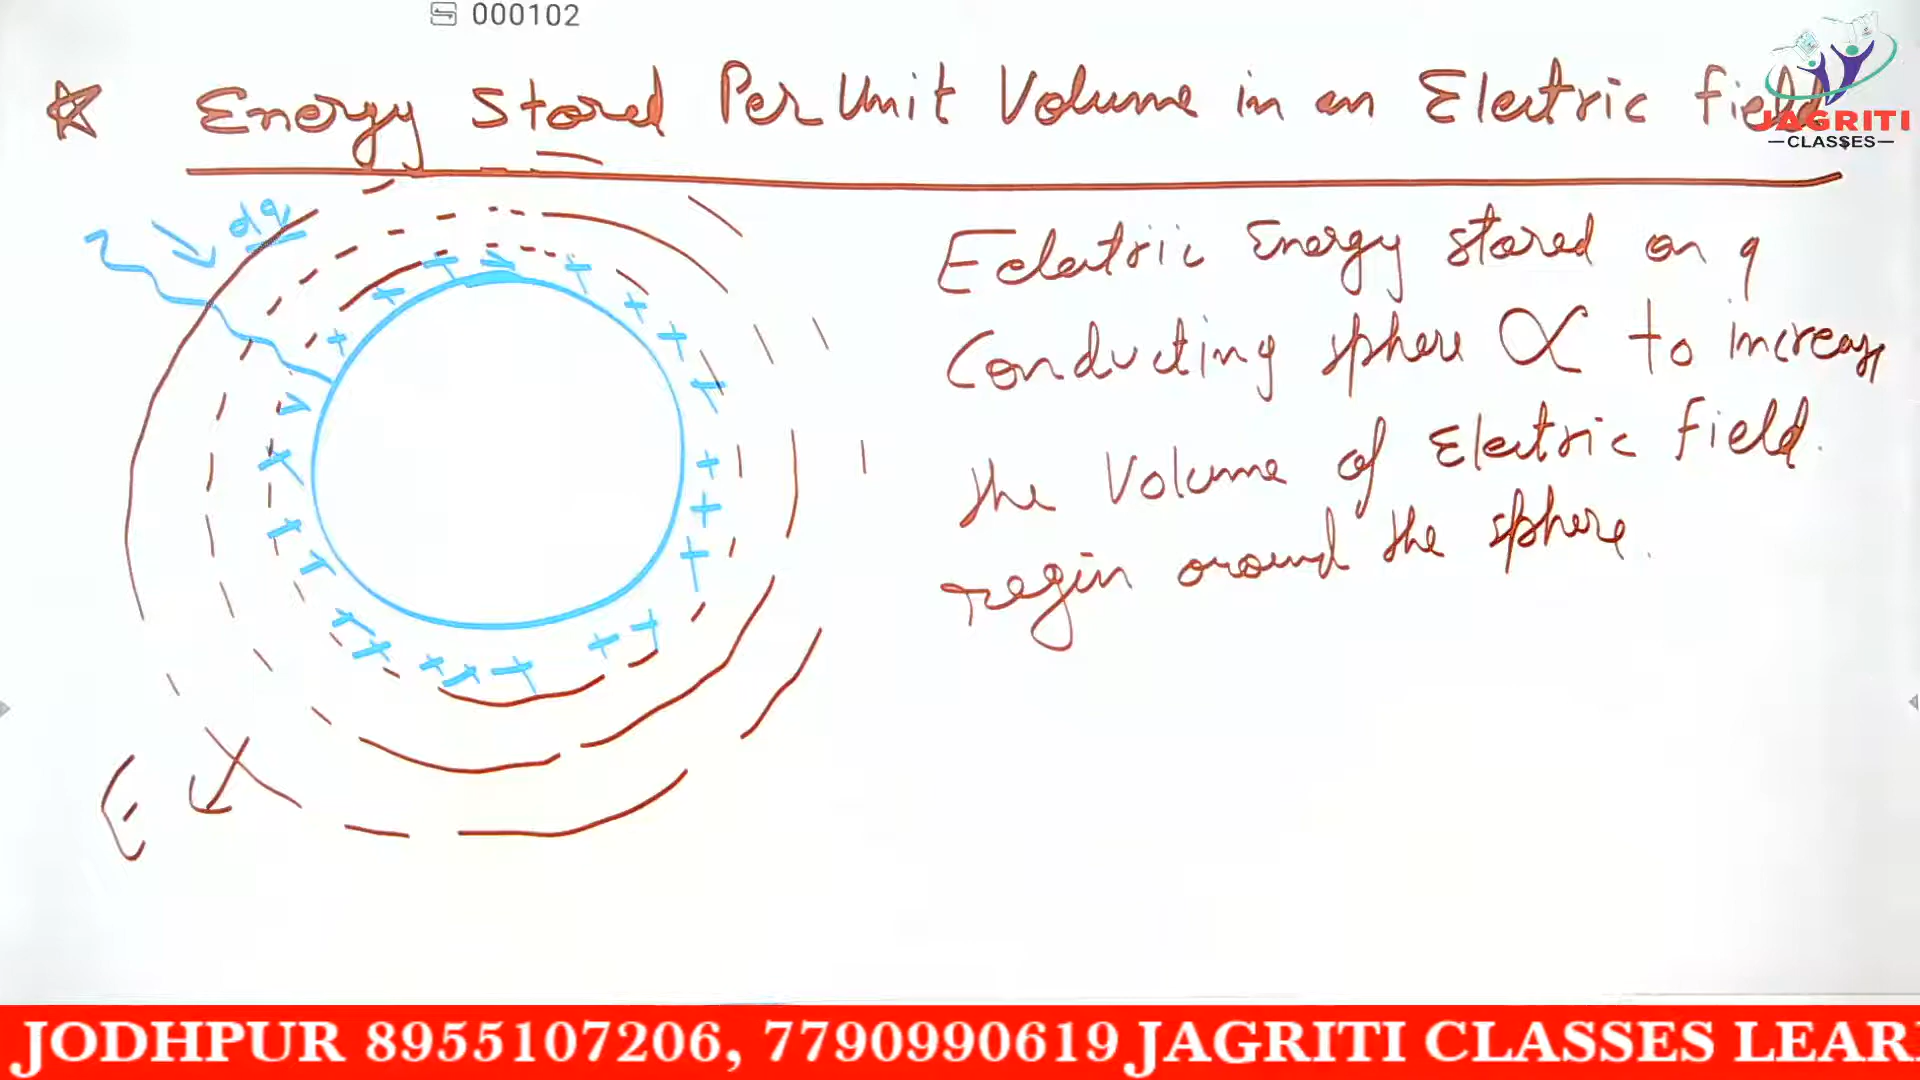 000102
Energy Stored Per Unit Volume in an Electric field
JAGRITI
CLASSES
dq
Eclectric Energy stored on a
Conducting sphere ∝ to increase
the Volume of Electric field.
region around the sphere.
E
JODHPUR 8955107206, 7790990619 JAGRITI CLASSES LEAR